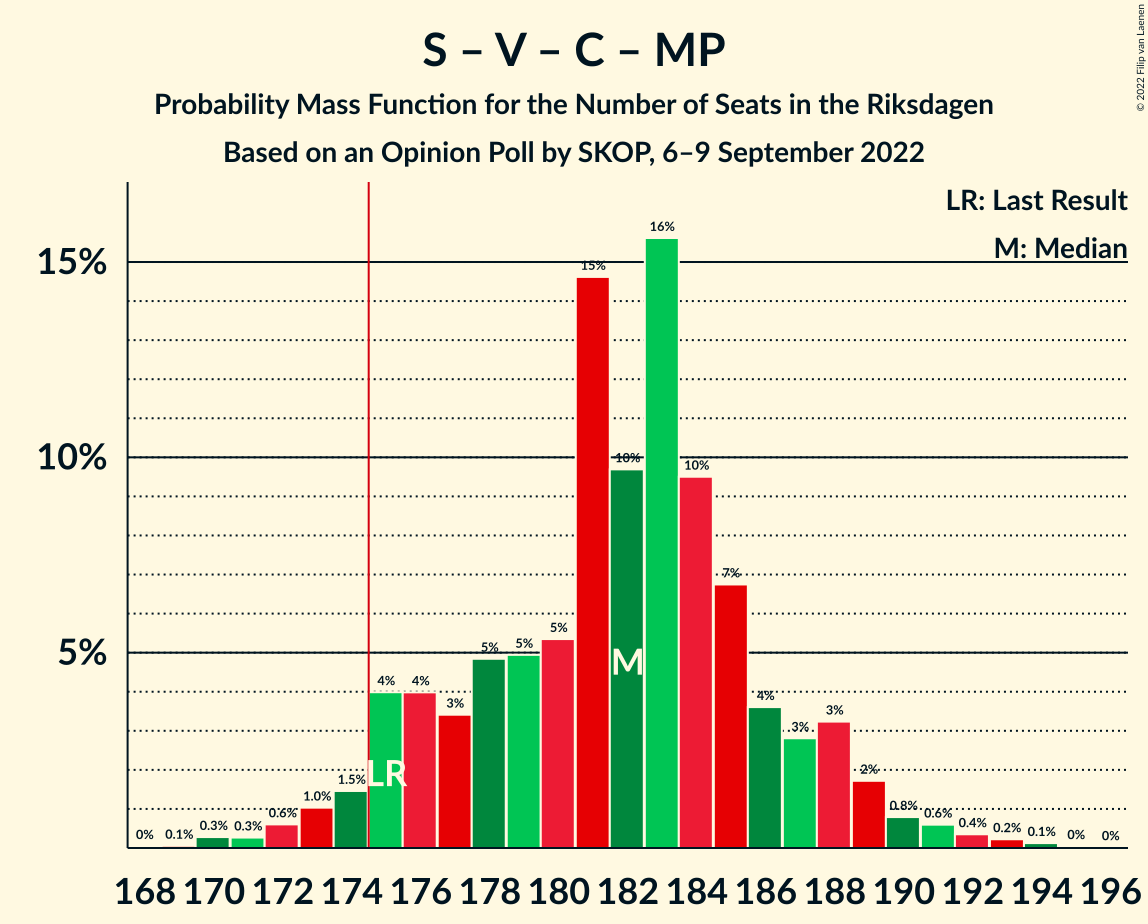 S – V – C – MP
Probability Mass Function for the Number of Seats in the Riksdagen
Based on an Opinion Poll by SKOP, 6–9 September 2022
© 2022 Filip van Laenen
LR: Last Result
M: Median
15%
10%
5%
0% 0.1% 0.3% 0.3% 0.6% 1.0% 1.5% 4% 4% 3% 5% 5% 5% 15% 10% 16% 10% 7% 4% 3% 3% 2% 0.8% 0.6% 0.4% 0.2% 0.1% 0% 0%
LR
M
168 170 172 174 176 178 180 182 184 186 188 190 192 194 196